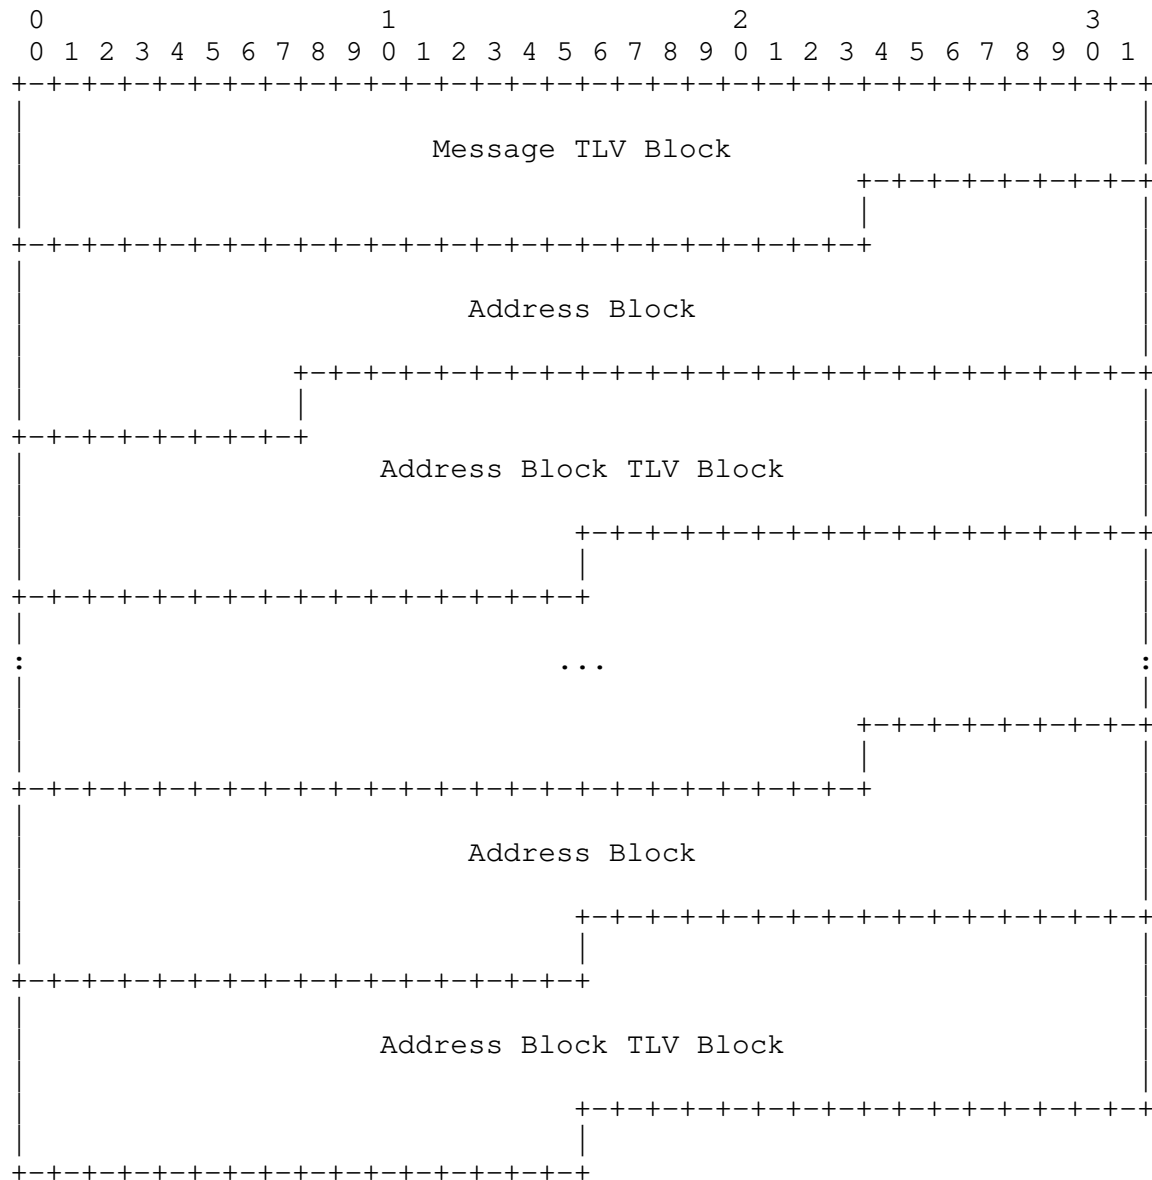 0                   1                   2                   3
0 1 2 3 4 5 6 7 8 9 0 1 2 3 4 5 6 7 8 9 0 1 2 3 4 5 6 7 8 9 0 1
Message TLV Block
Address Block
Address Block TLV Block
...
Address Block
Address Block TLV Block